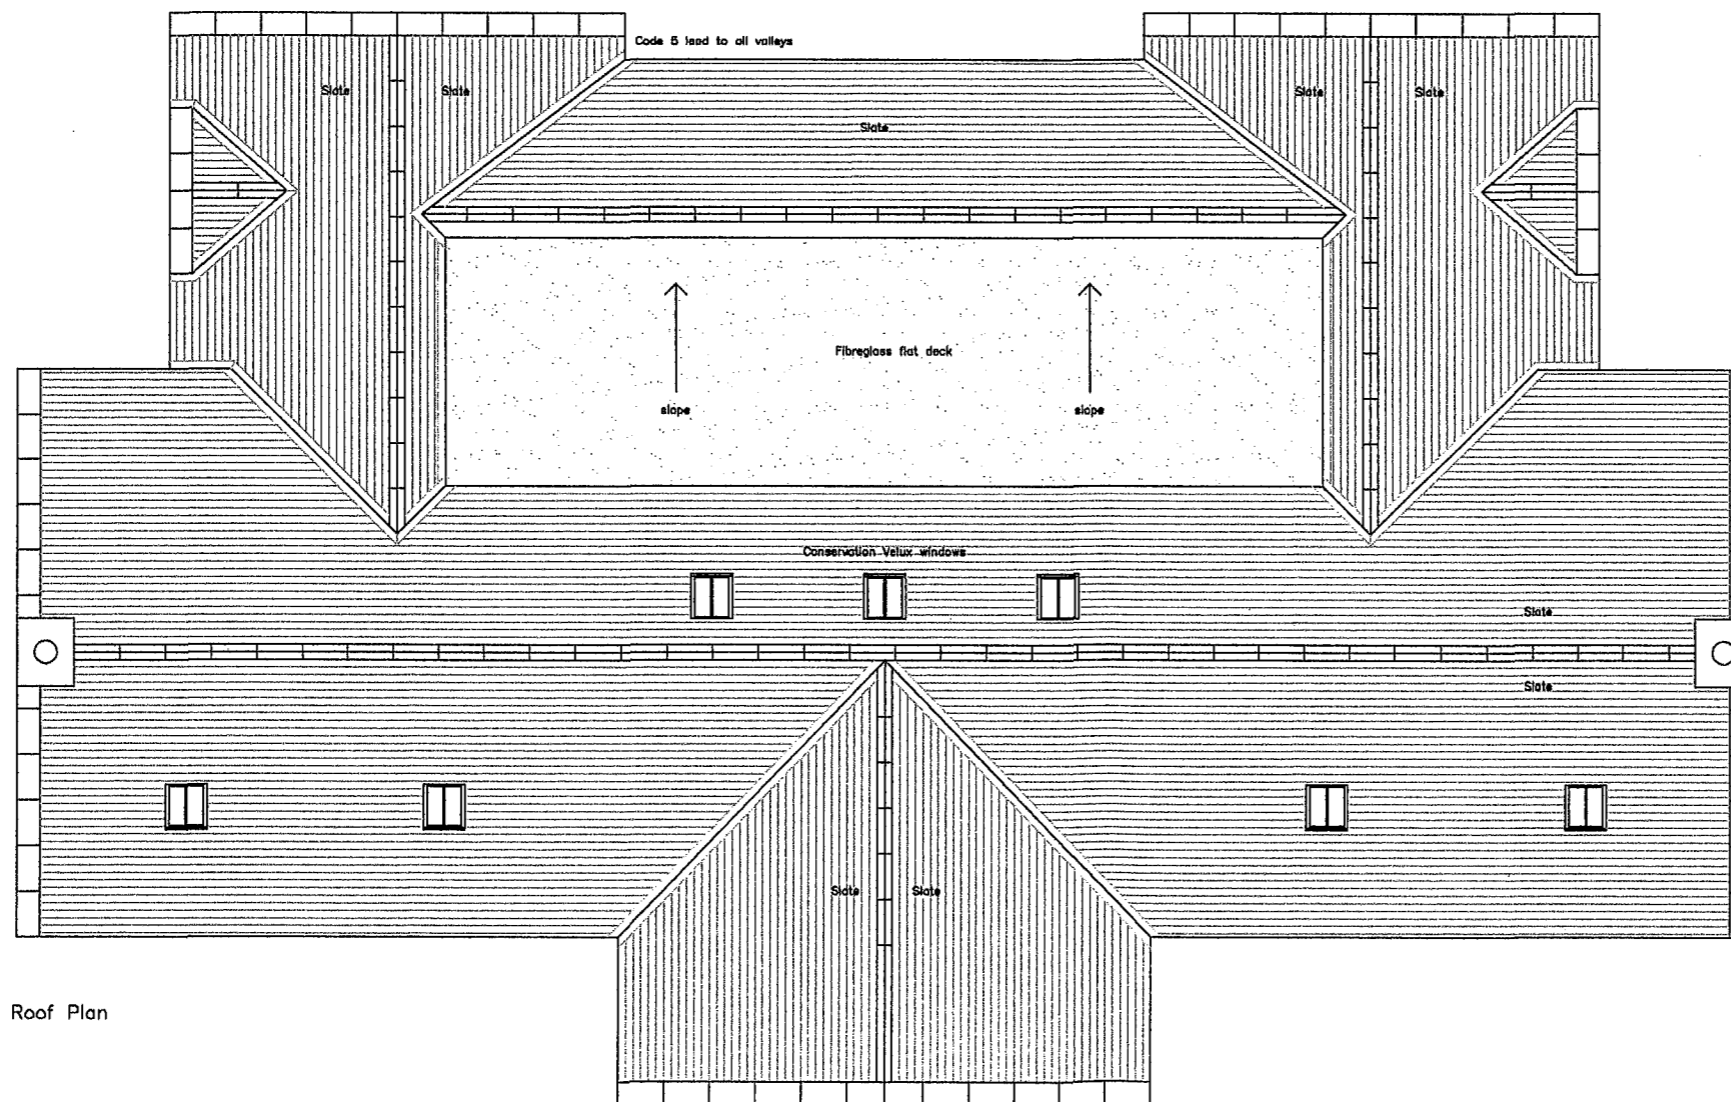 Code 5 lead to all valleys
Slate
Slate
Slate
Slate
Slate
Fibreglass flat deck
slope
slope
Conservation Velux windows
Slate
Slate
Slate
Slate
Roof Plan